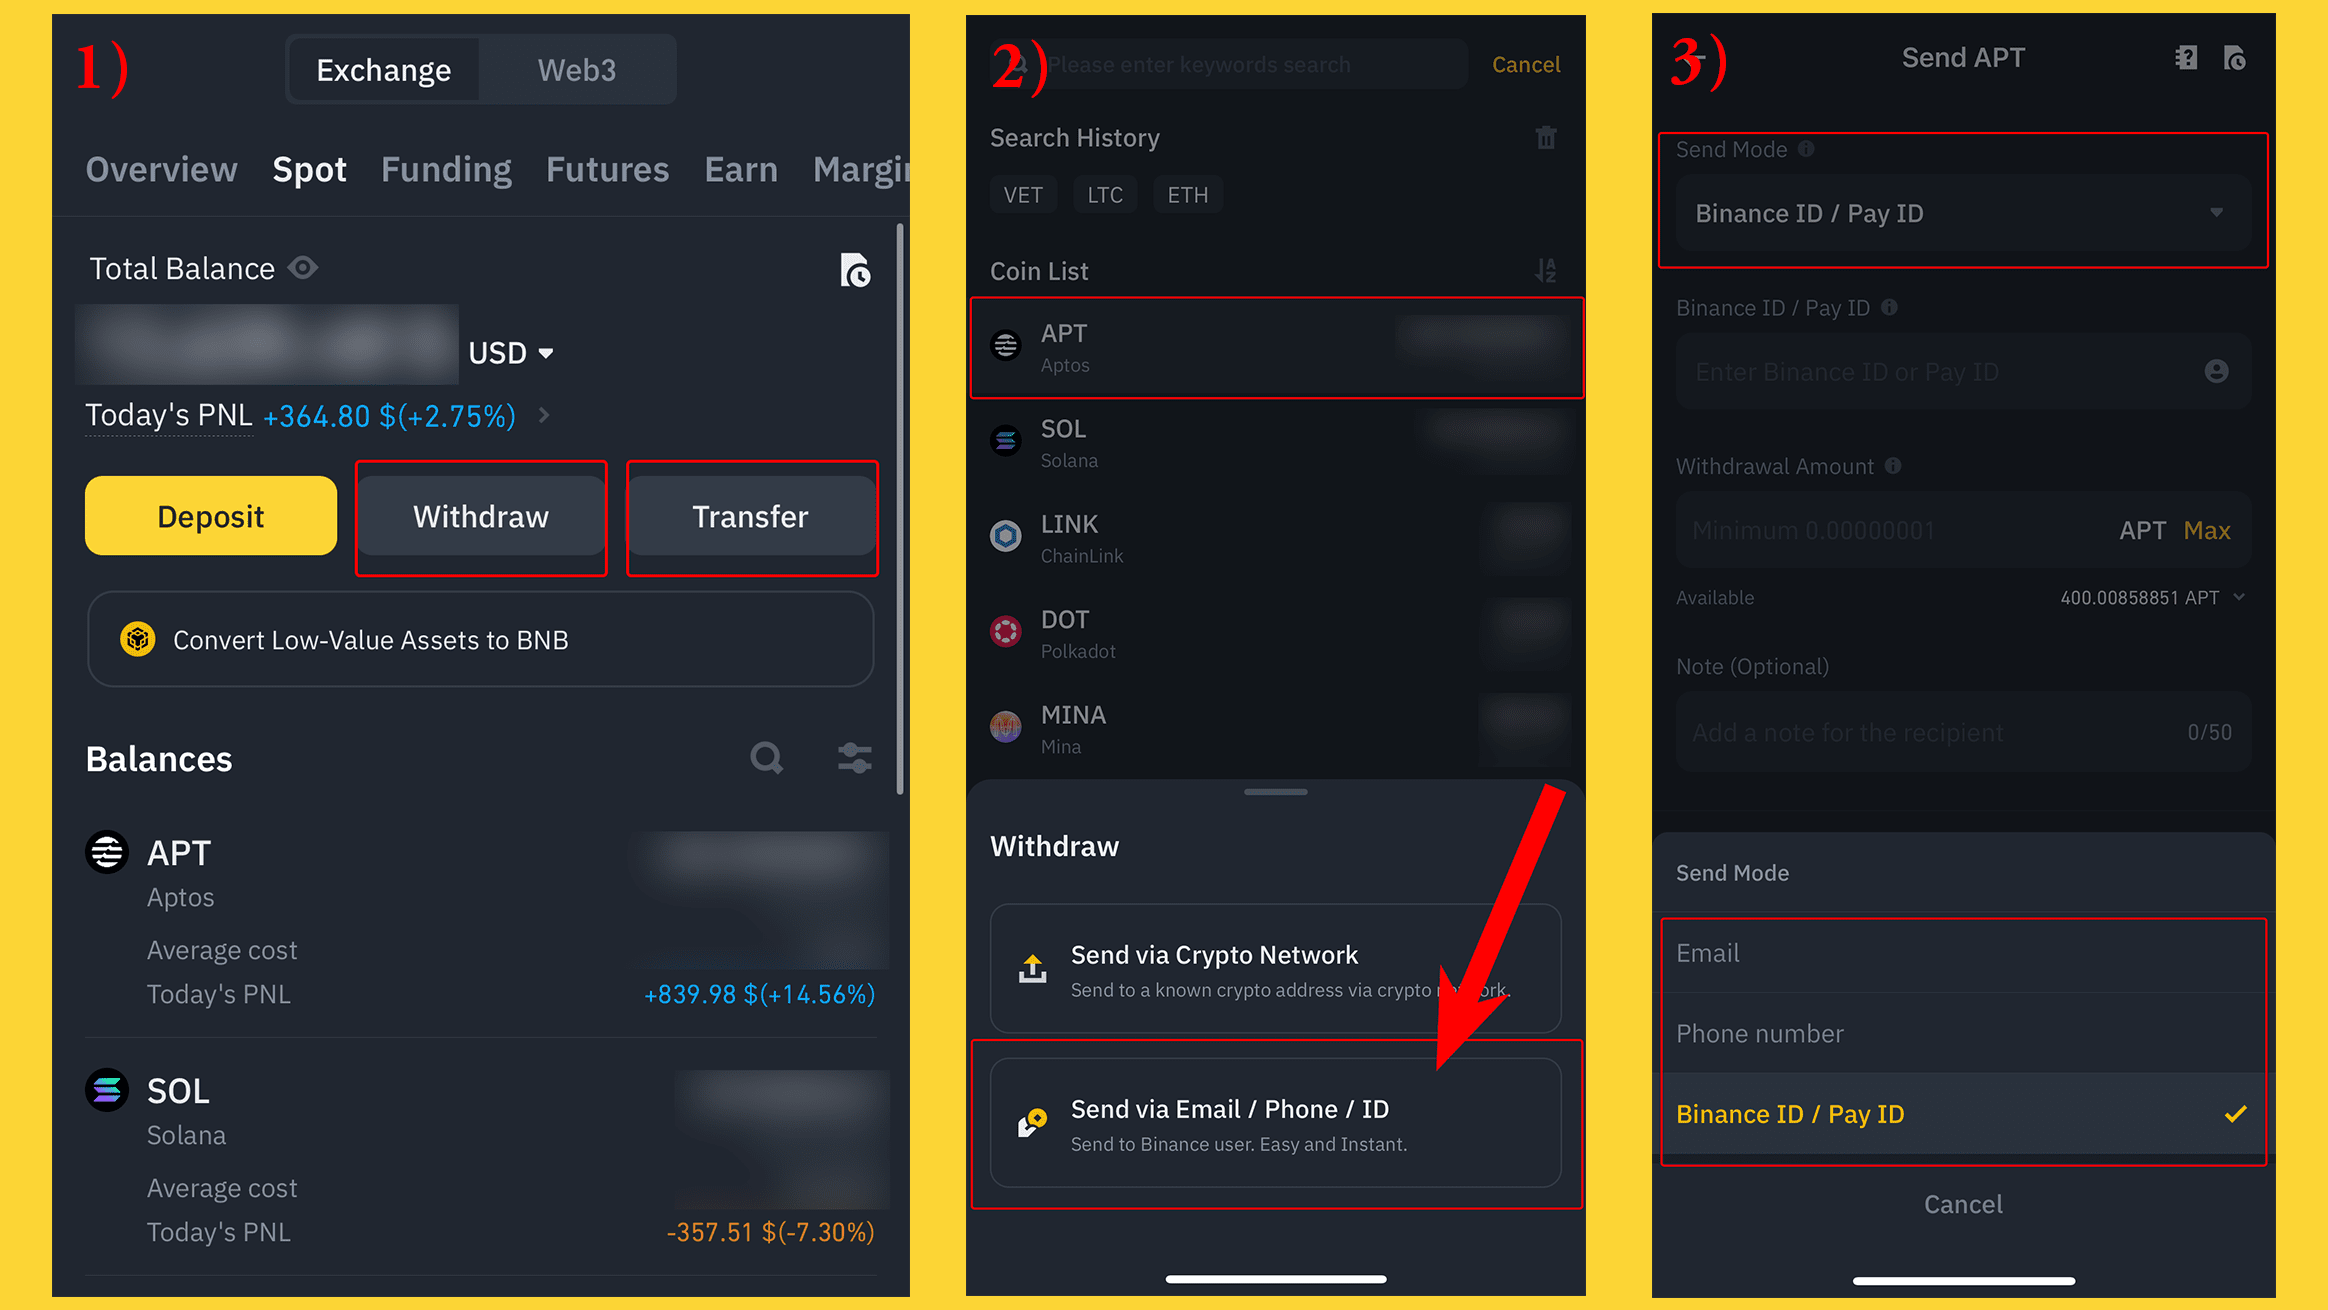 1)
Exchange
Web3
Overview Spot Funding Futures Earn Margin
Total Balance
USD
Today's PNL +364.80 $(+2.75%)
Deposit
Withdraw
Transfer
Convert Low-Value Assets to BNB
Balances
APT
Aptos
Average cost
Today's PNL +839.98 $(+14.56%)
SOL
Solana
Average cost
Today's PNL -357.51 $(-7.30%)
2)
Please enter keywords search
Cancel
Search History
VET LTC ETH
Coin List
APT
Aptos
SOL
Solana
LINK
ChainLink
DOT
Polkadot
MINA
Mina
Withdraw
Send via Crypto Network
Send to a known crypto address via crypto network.
Send via Email / Phone / ID
Send to Binance user. Easy and Instant.
3)
Send APT
Send Mode
Binance ID / Pay ID
Binance ID / Pay ID
Enter Binance ID or Pay ID
Withdrawal Amount
Minimum 0.00000001 APT Max
Available 400.00858851 APT
Note (Optional)
Add a note for the recipient 0/50
Send Mode
Email
Phone number
Binance ID / Pay ID
Cancel